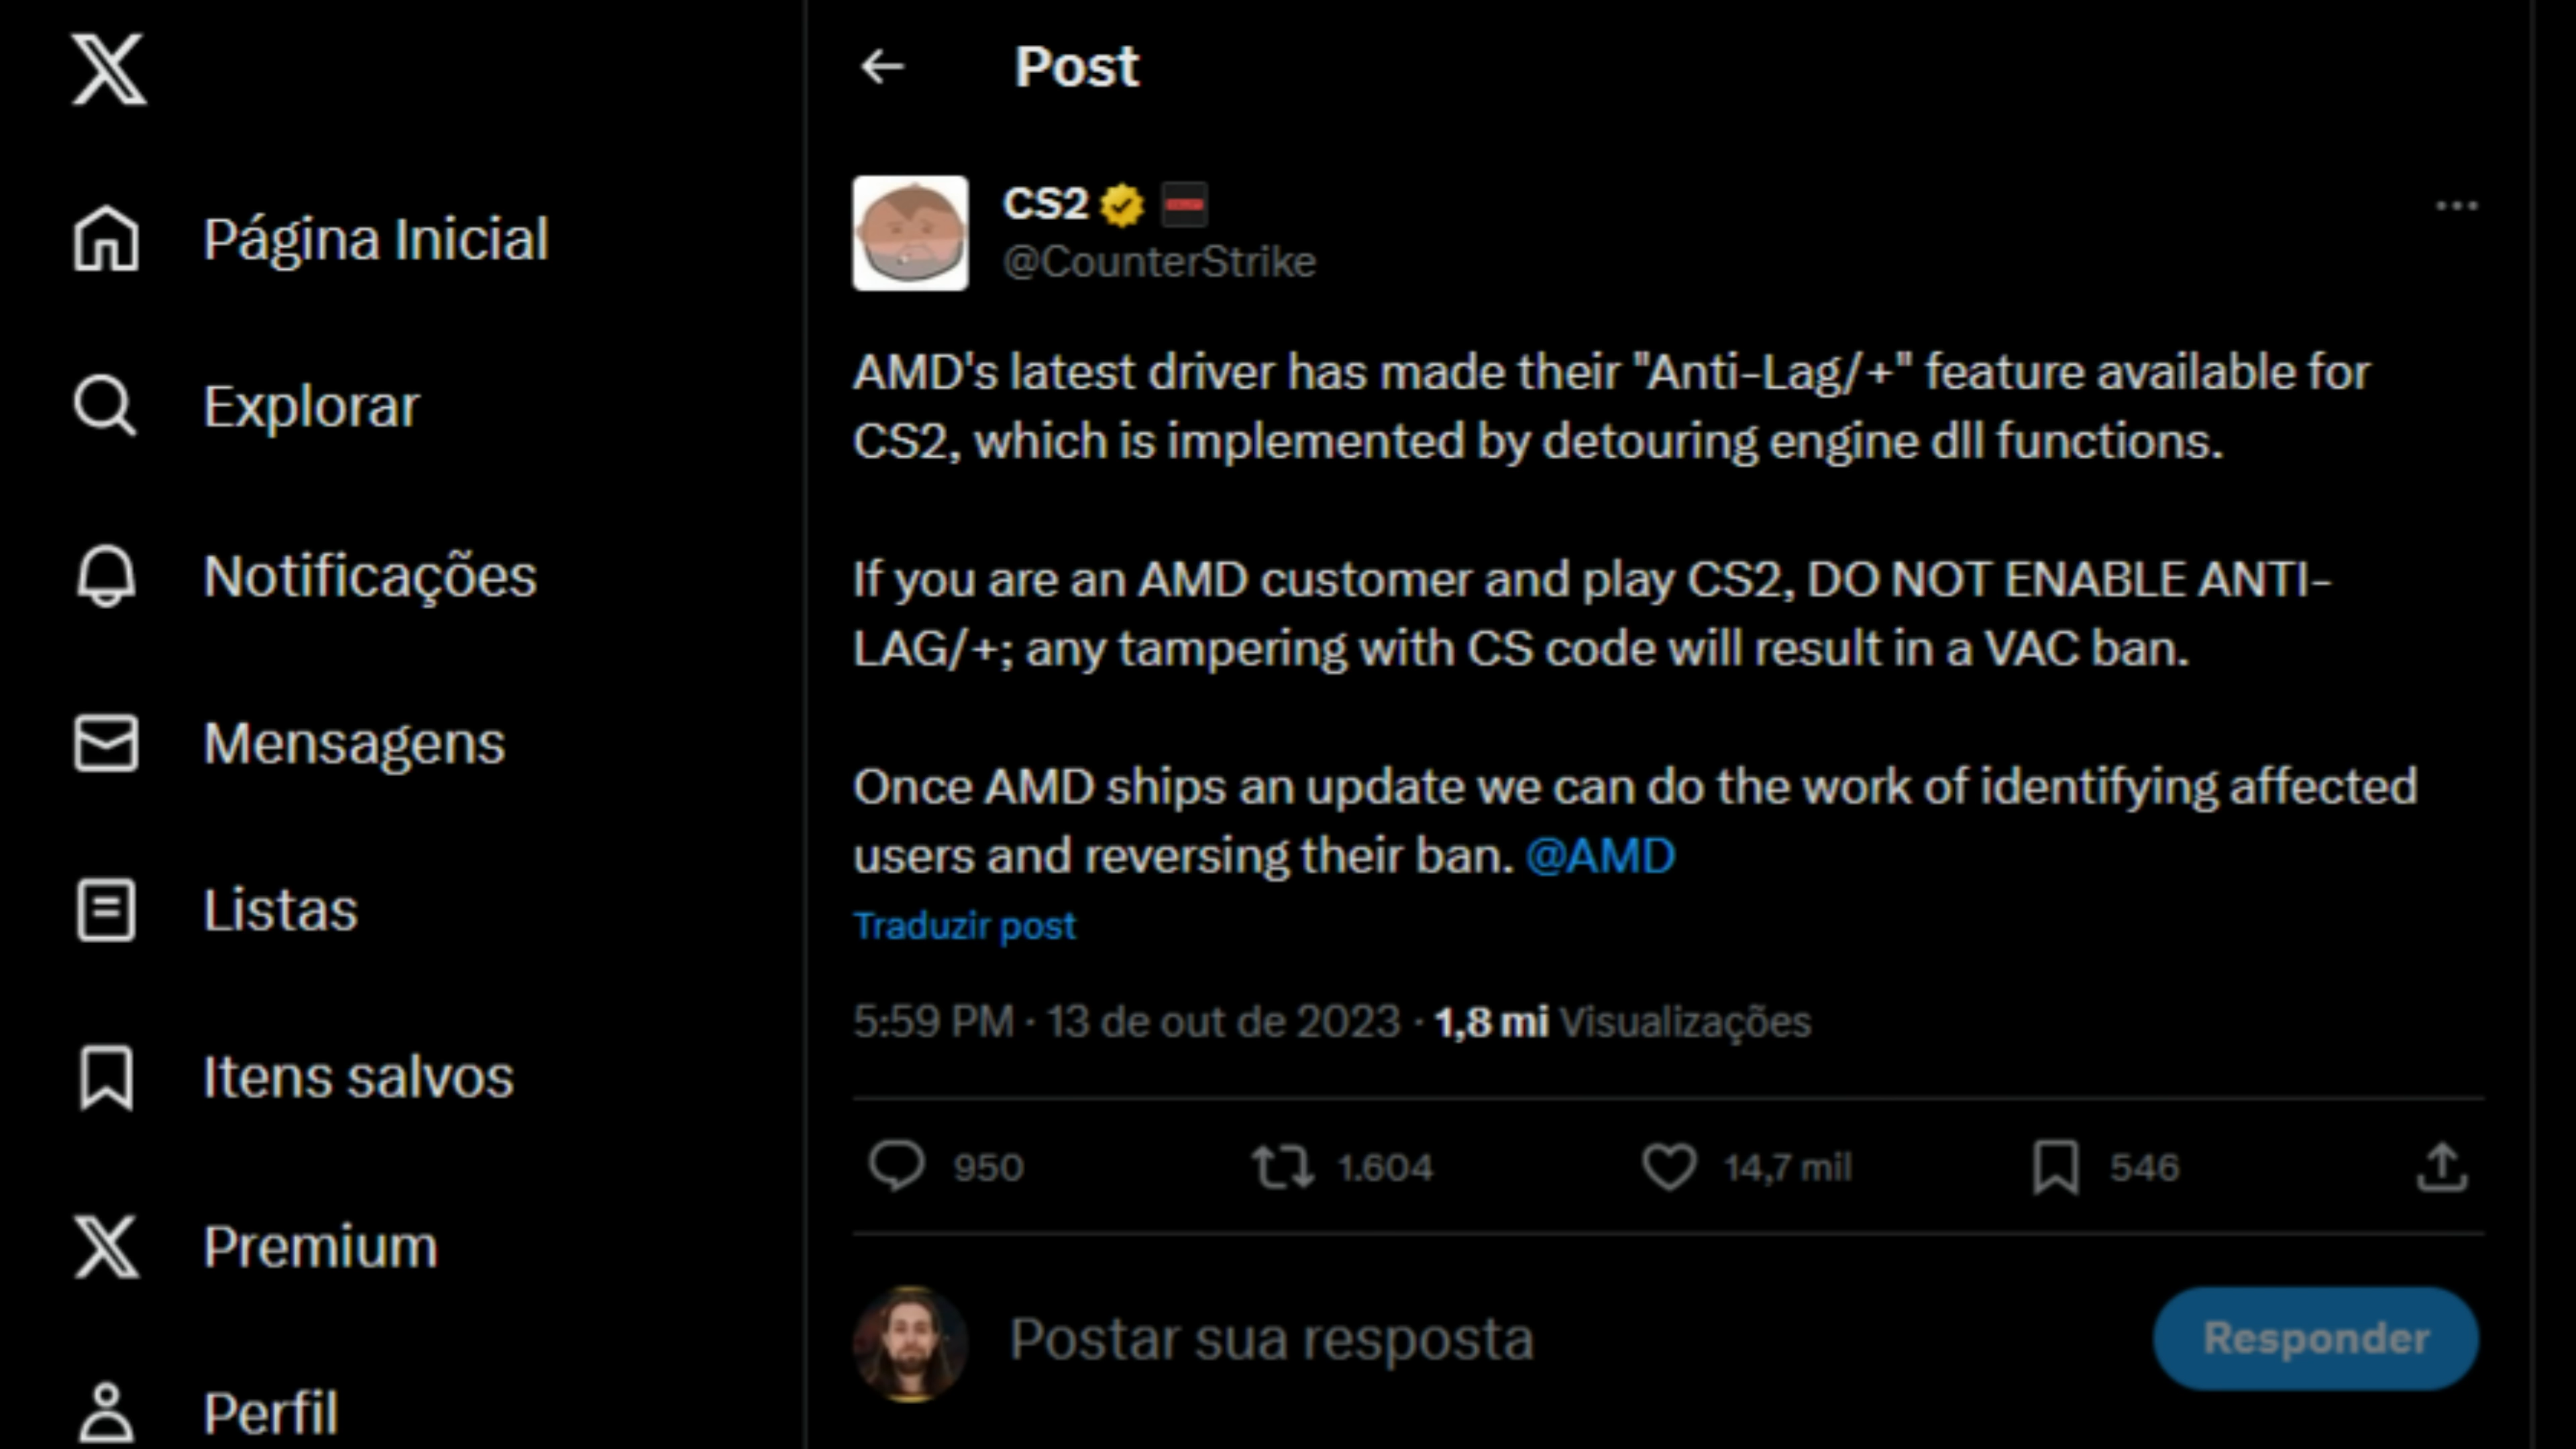 Página Inicial
Explorar
Notificações
Mensagens
Listas
Itens salvos
Premium
Perfil
Post
CS2
@CounterStrike
AMD's latest driver has made their "Anti-Lag/+" feature available for
CS2, which is implemented by detouring engine dll functions.
If you are an AMD customer and play CS2, DO NOT ENABLE ANTI-
LAG/+; any tampering with CS code will result in a VAC ban.
Once AMD ships an update we can do the work of identifying affected
users and reversing their ban. @AMD
Traduzir post
5:59 PM · 13 de out de 2023 · 1,8 mi Visualizações
950 1.604 14,7 mil 546
Postar sua resposta
Responder